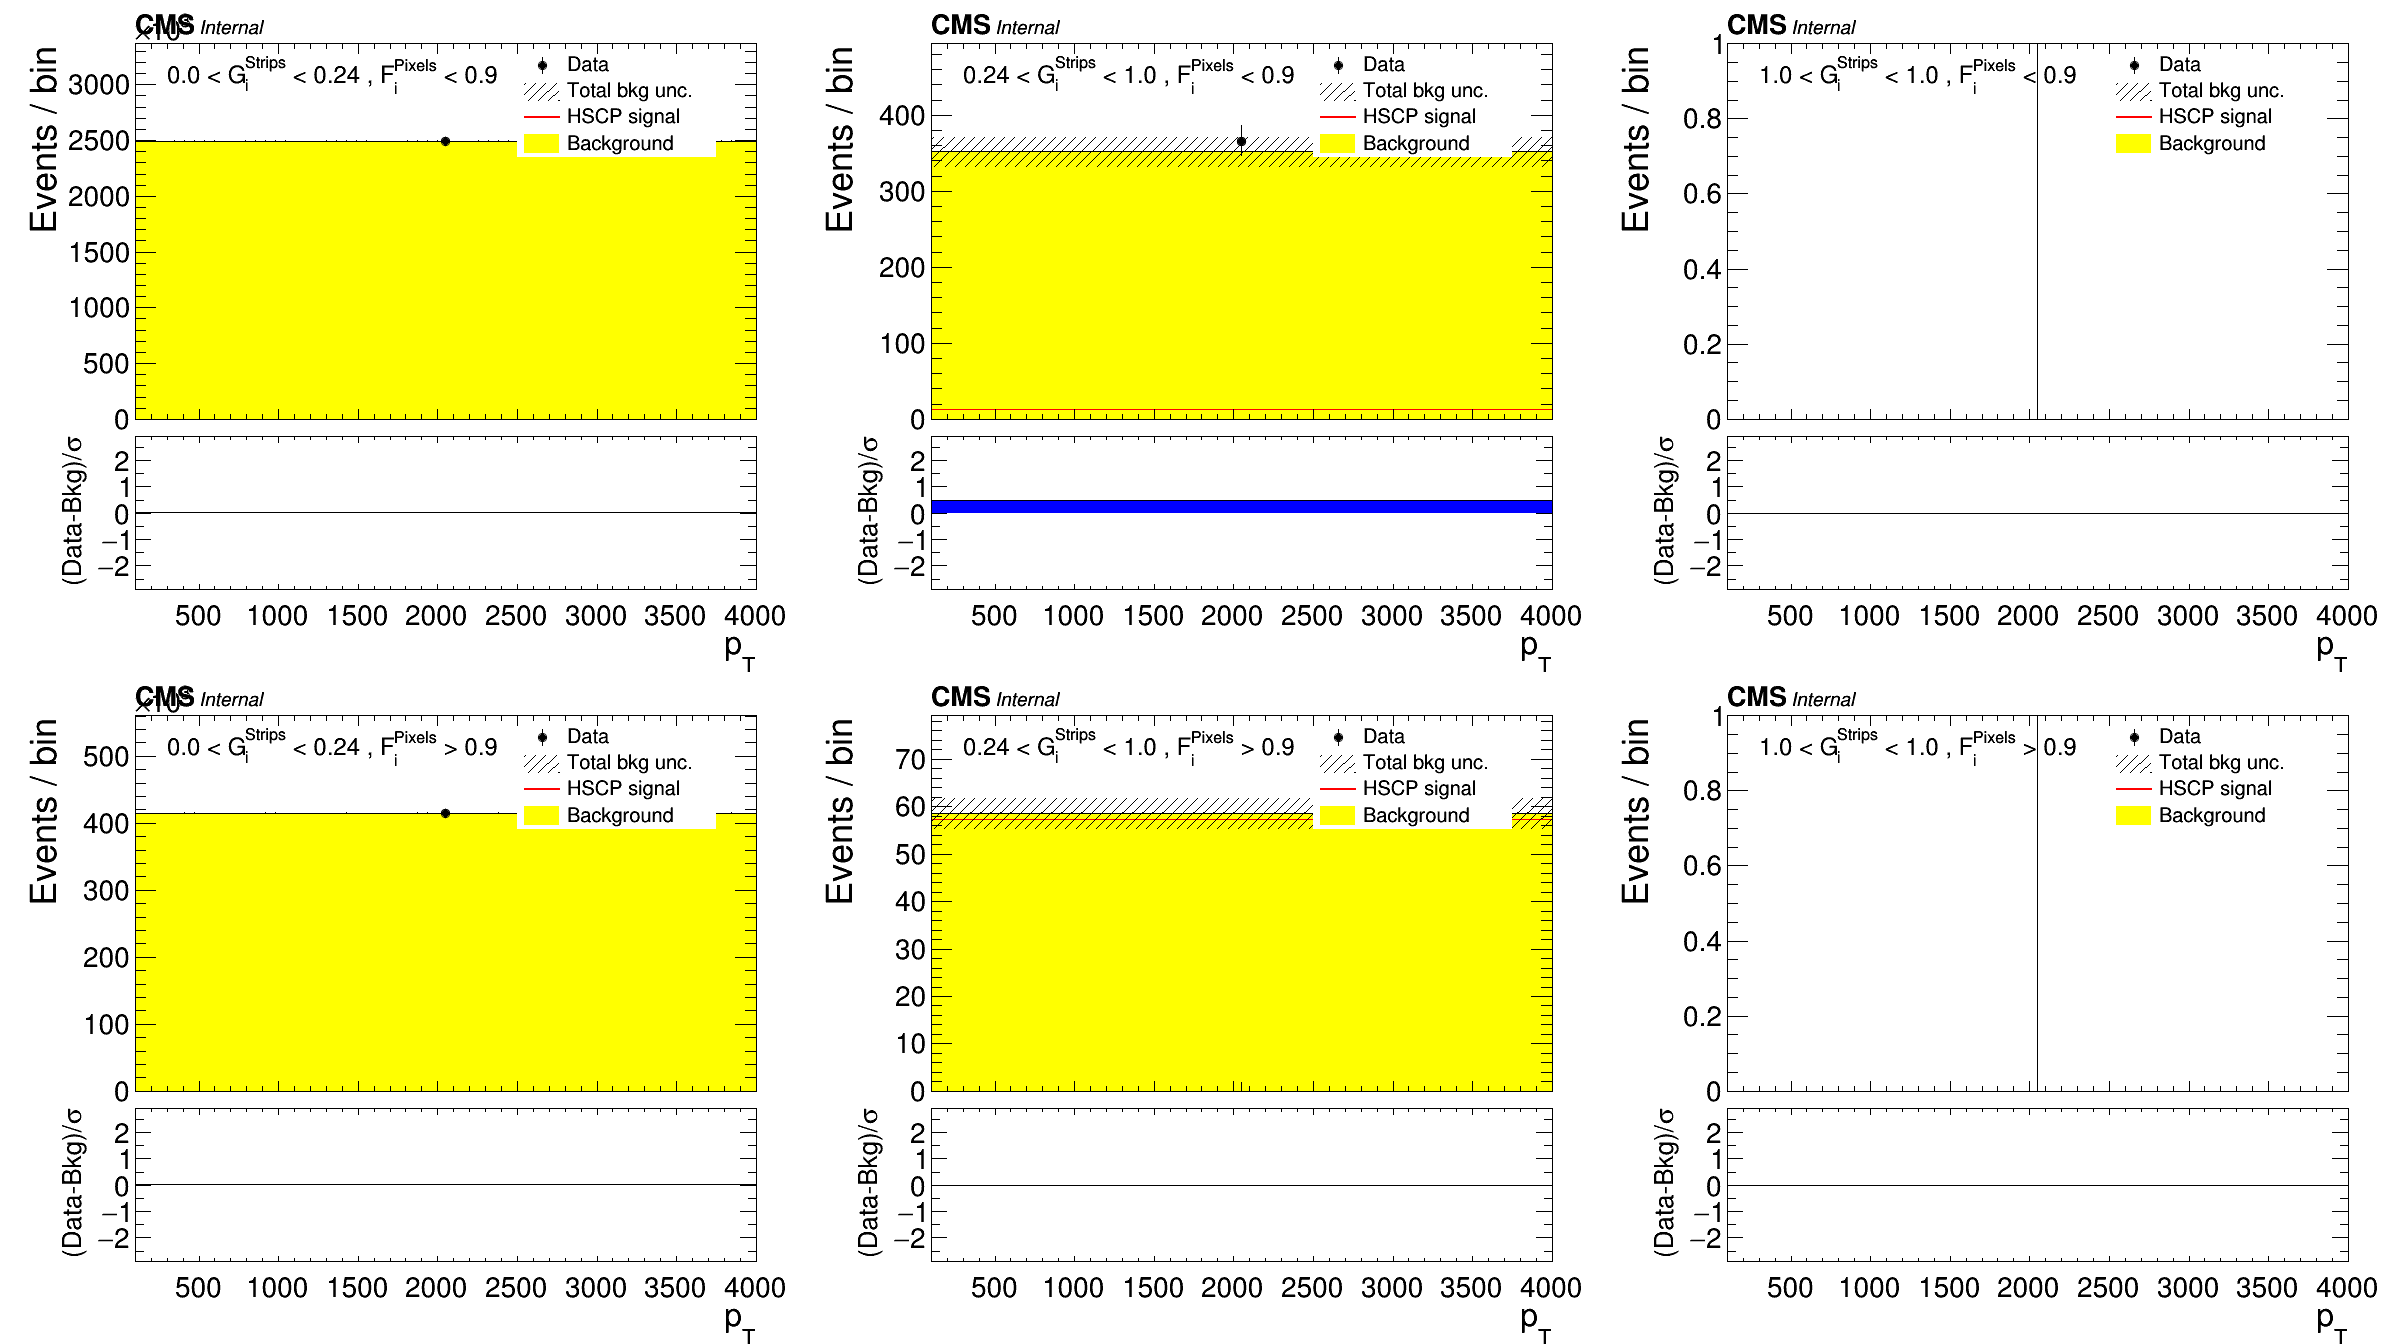 CMS Internal
Events / bin
0.0 < G_i^Strips < 0.24 , F_i^Pixels < 0.9
Data
Total bkg unc.
HSCP signal
Background
3000
2500
2000
1500
1000
500
0
(Data-Bkg)/σ
2
1
0
−1
−2
500 1000 1500 2000 2500 3000 3500 4000
p_T
CMS Internal
Events / bin
0.24 < G_i^Strips < 1.0 , F_i^Pixels < 0.9
Data
Total bkg unc.
HSCP signal
Background
400
300
200
100
0
(Data-Bkg)/σ
2
1
0
−1
−2
500 1000 1500 2000 2500 3000 3500 4000
p_T
CMS Internal
Events / bin
1.0 < G_i^Strips < 1.0 , F_i^Pixels < 0.9
Data
Total bkg unc.
HSCP signal
Background
1
0.8
0.6
0.4
0.2
0
(Data-Bkg)/σ
2
1
0
−1
−2
500 1000 1500 2000 2500 3000 3500 4000
p_T
CMS Internal
Events / bin
0.0 < G_i^Strips < 0.24 , F_i^Pixels > 0.9
Data
Total bkg unc.
HSCP signal
Background
500
400
300
200
100
0
(Data-Bkg)/σ
2
1
0
−1
−2
500 1000 1500 2000 2500 3000 3500 4000
p_T
CMS Internal
Events / bin
0.24 < G_i^Strips < 1.0 , F_i^Pixels > 0.9
Data
Total bkg unc.
HSCP signal
Background
70
60
50
40
30
20
10
0
(Data-Bkg)/σ
2
1
0
−1
−2
500 1000 1500 2000 2500 3000 3500 4000
p_T
CMS Internal
Events / bin
1.0 < G_i^Strips < 1.0 , F_i^Pixels > 0.9
Data
Total bkg unc.
HSCP signal
Background
1
0.8
0.6
0.4
0.2
0
(Data-Bkg)/σ
2
1
0
−1
−2
500 1000 1500 2000 2500 3000 3500 4000
p_T